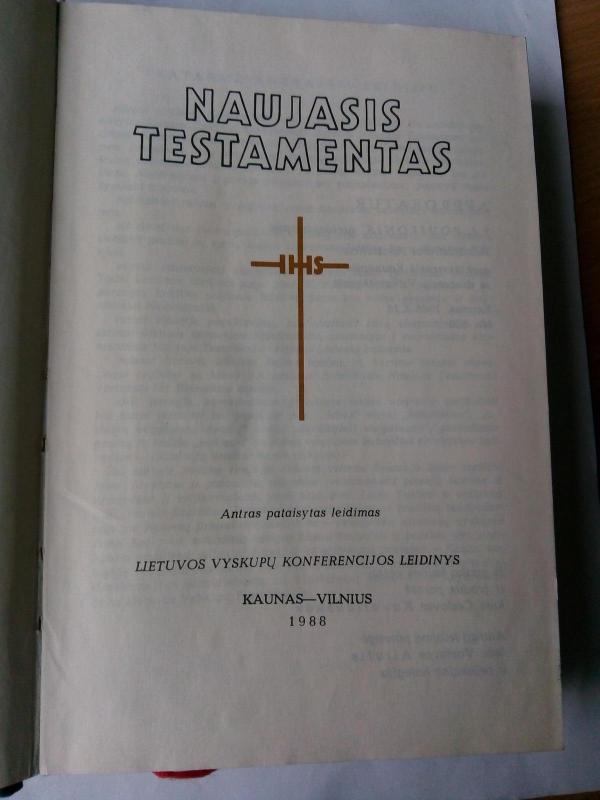 NAUJASIS
TESTAMENTAS
IHS
Antras pataisytas leidimas
LIETUVOS VYSKUPŲ KONFERENCIJOS LEIDINYS
KAUNAS—VILNIUS
1988